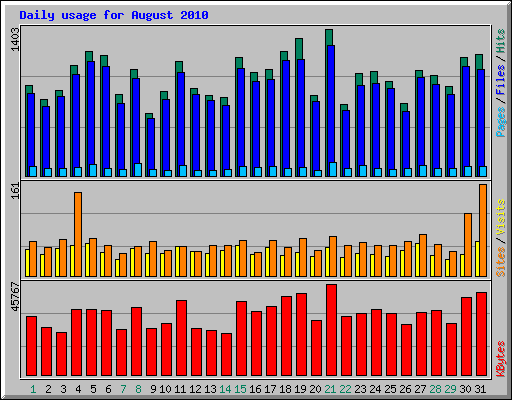 Daily usage for August 2010
1403
Pages / Files / Hits
161
Sites / Visits
45767
KBytes
1 2 3 4 5 6 7 8 9 10 11 12 13 14 15 16 17 18 19 20 21 22 23 24 25 26 27 28 29 30 31